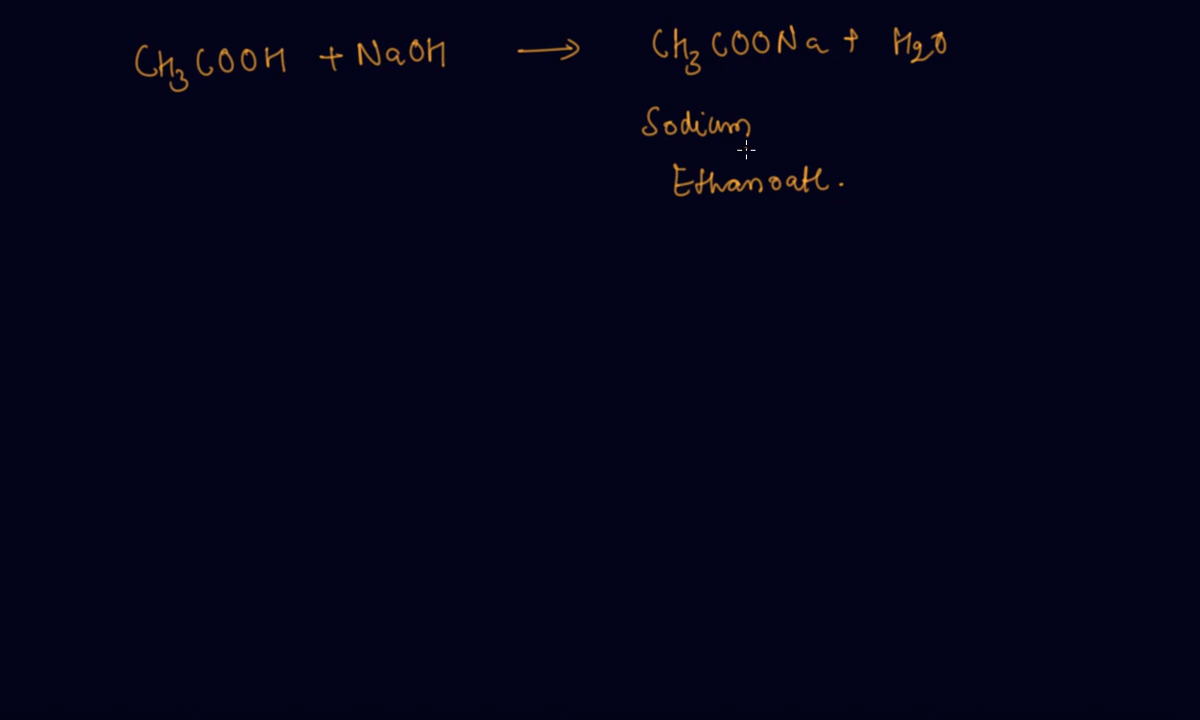 CH₃COOH + NaOH → CH₃COONa + H₂O
Sodium
Ethanoate.